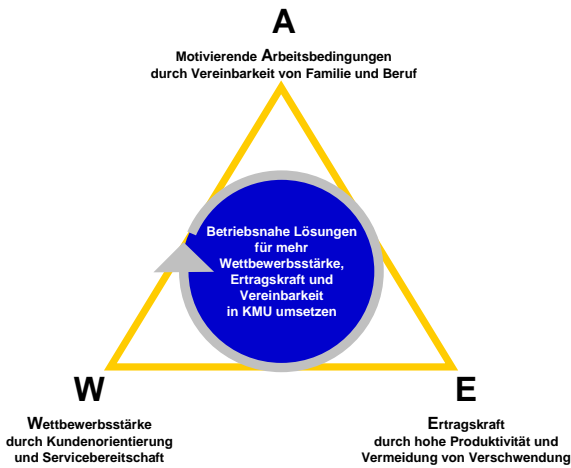 A
Motivierende Arbeitsbedingungen
durch Vereinbarkeit von Familie und Beruf
Betriebsnahe Lösungen
für mehr
Wettbewerbsstärke,
Ertragskraft und
Vereinbarkeit
in KMU umsetzen
W
Wettbewerbsstärke
durch Kundenorientierung
und Servicebereitschaft
E
Ertragskraft
durch hohe Produktivität und
Vermeidung von Verschwendung